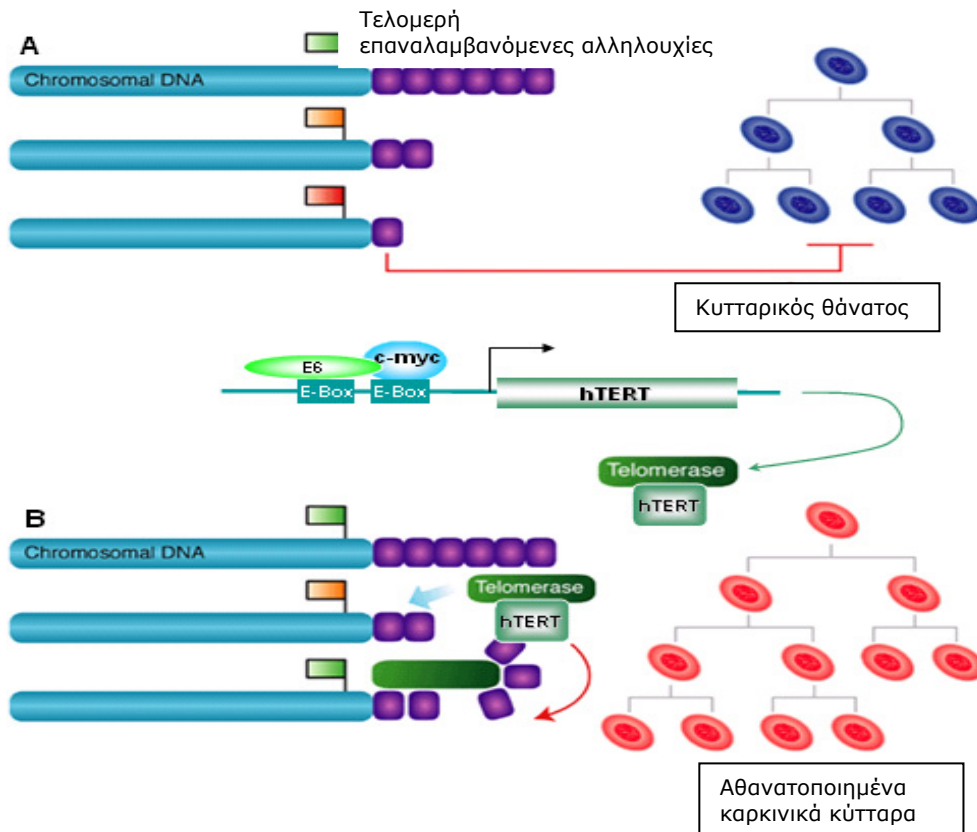 Τελομερή
επαναλαμβανόμενες αλληλουχίες
A
Chromosomal DNA
Κυτταρικός θάνατος
E6
c-myc
E-Box
E-Box
hTERT
Telomerase
hTERT
B
Chromosomal DNA
Telomerase
hTERT
Αθανατοποιημένα
καρκινικά κύτταρα